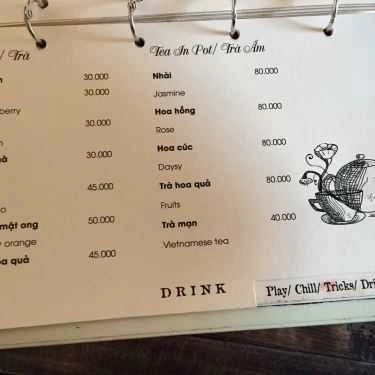 / Trà
30.000
30.000
berry
30.000
30.000
45.000
mật ong
50.000
orange
oa quả
45.000
Tea In Pot/ Trà Ấm
Nhài 80.000
Jasmine
Hoa hồng 80.000
Rose
Hoa cúc 80.000
Daysy
Trà hoa quả 80.000
Fruits
Trà mạn 40.000
Vietnamese tea
DRINK
Play/ Chill/ Tricks/ Dri